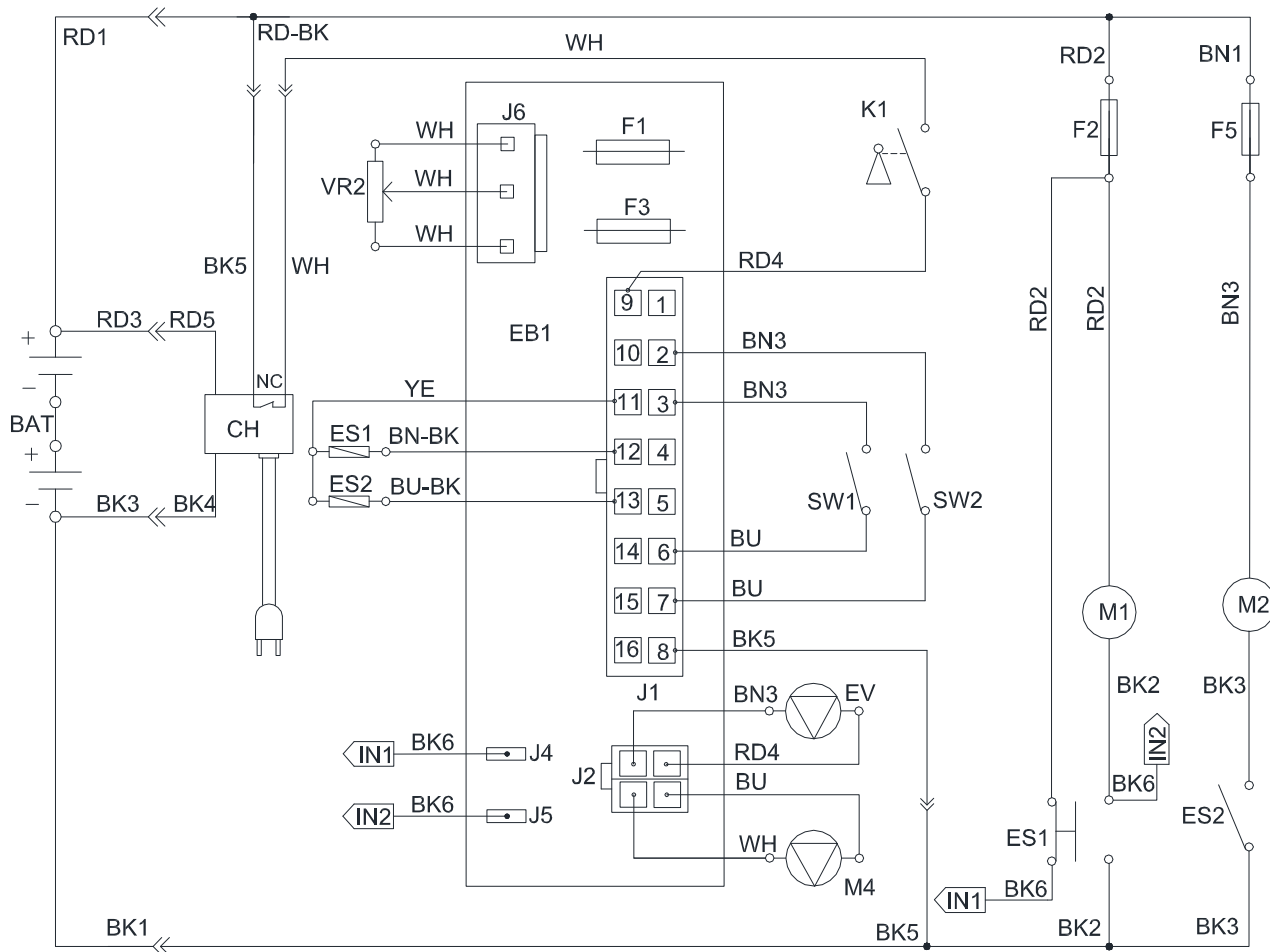 RD1
RD-BK
WH
RD2
BN1
K1
J6
F1
WH
F2
F5
VR2
WH
F3
WH
BK5
WH
RD4
RD2
RD2
BN3
9 1
+
RD3
RD5
EB1
10 2
BN3
−
NC
YE
11 3
BN3
BAT
CH
ES1
BN-BK
12 4
+
ES2
BU-BK
13 5
SW1
SW2
−
BK3
BK4
14 6
BU
15 7
BU
M1
M2
16 8
BK5
J1
BN3
EV
BK2
BK3
IN1
BK6
J4
J2
RD4
IN2
BK6
BU
IN2
BK6
J5
ES1
ES2
WH
M4
IN1
BK6
BK1
BK5
BK2
BK3